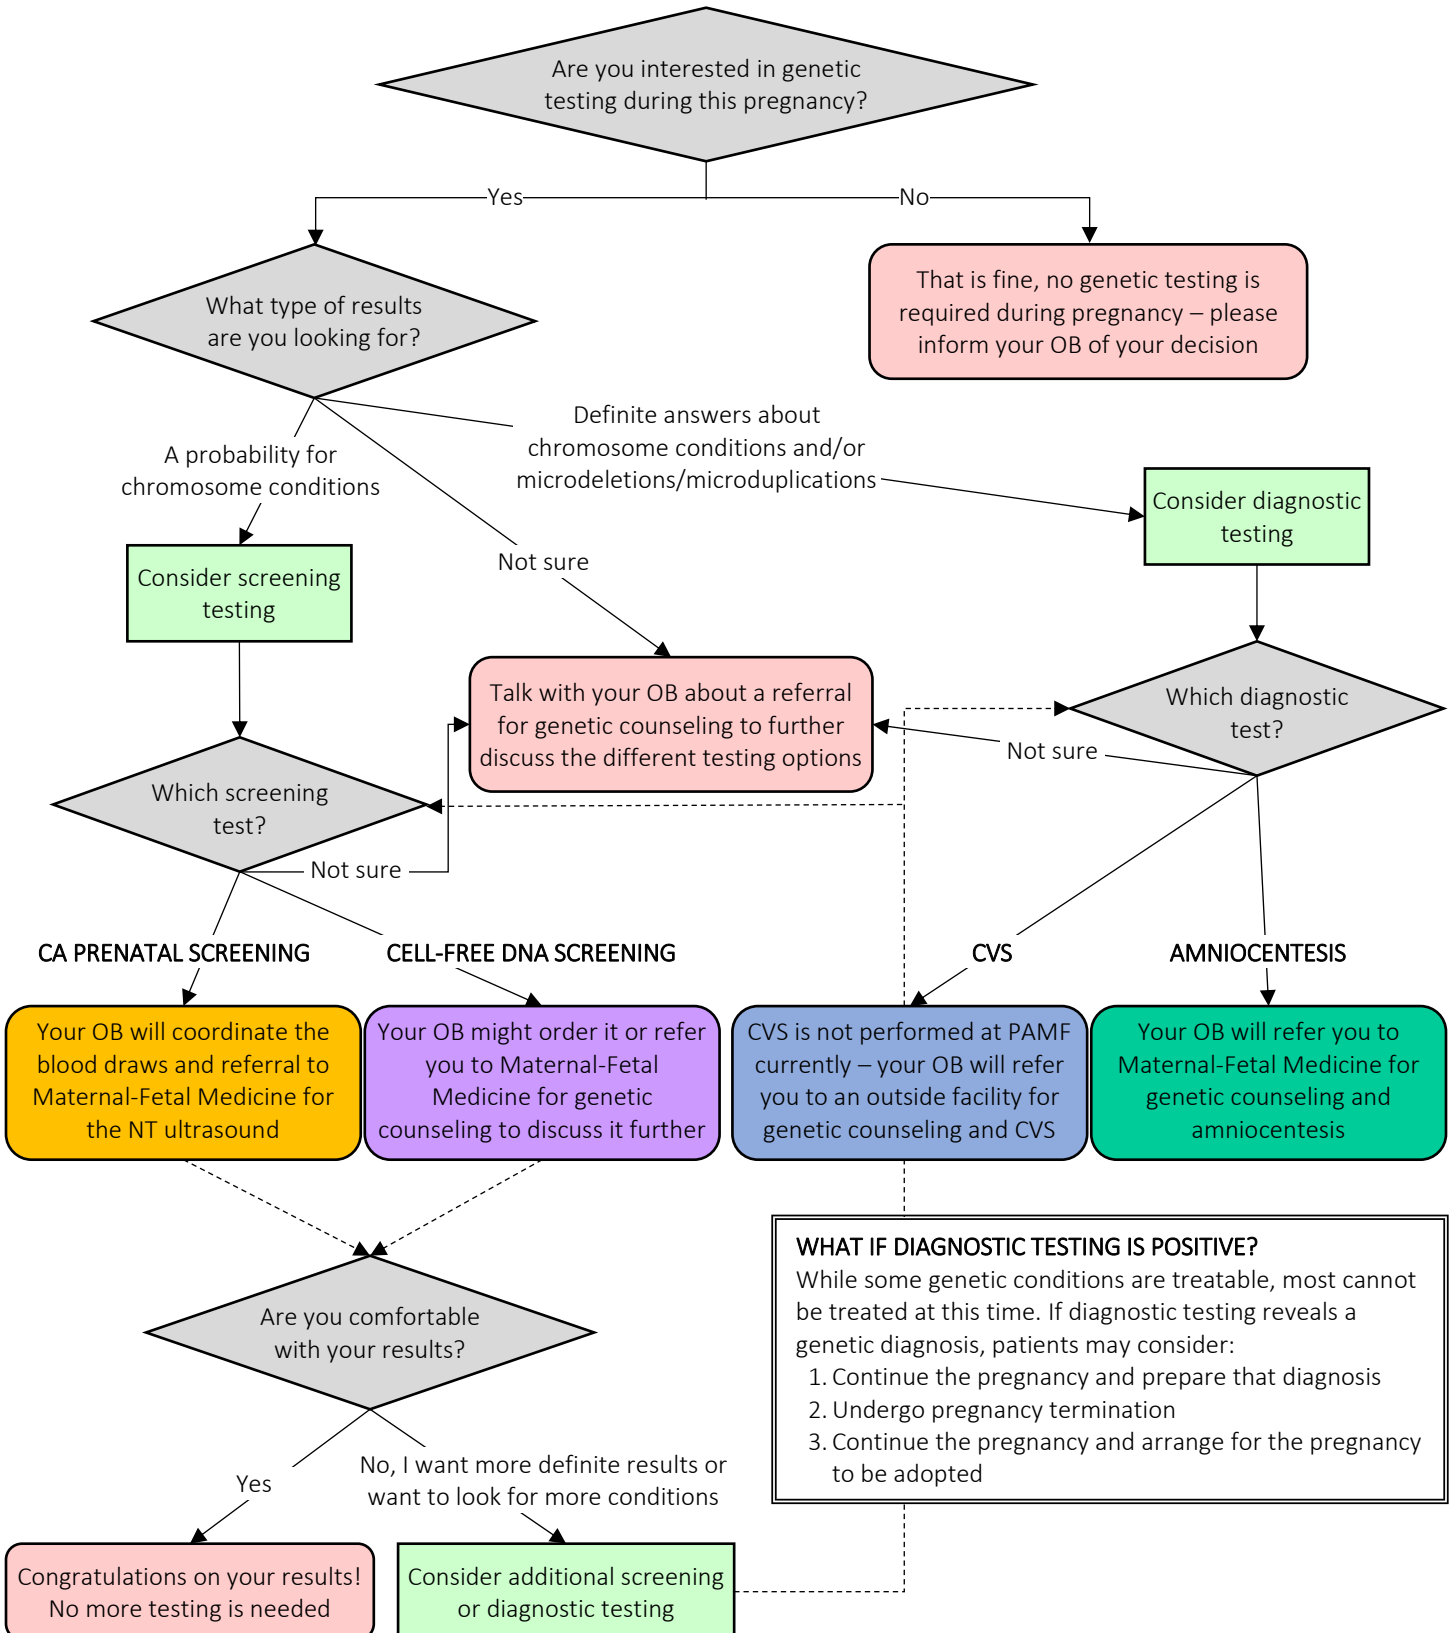 Are you interested in genetic
testing during this pregnancy?
Yes
No
What type of results
are you looking for?
That is fine, no genetic testing is
required during pregnancy – please
inform your OB of your decision
A probability for
chromosome conditions
Definite answers about
chromosome conditions and/or
microdeletions/microduplications
Not sure
Consider screening
testing
Consider diagnostic
testing
Talk with your OB about a referral
for genetic counseling to further
discuss the different testing options
Which diagnostic
test?
Not sure
Which screening
test?
Not sure
CA PRENATAL SCREENING
CELL-FREE DNA SCREENING
CVS
AMNIOCENTESIS
Your OB will coordinate the
blood draws and referral to
Maternal-Fetal Medicine for
the NT ultrasound
Your OB might order it or refer
you to Maternal-Fetal
Medicine for genetic
counseling to discuss it further
CVS is not performed at PAMF
currently – your OB will refer
you to an outside facility for
genetic counseling and CVS
Your OB will refer you to
Maternal-Fetal Medicine for
genetic counseling and
amniocentesis
Are you comfortable
with your results?
WHAT IF DIAGNOSTIC TESTING IS POSITIVE?
While some genetic conditions are treatable, most cannot
be treated at this time. If diagnostic testing reveals a
genetic diagnosis, patients may consider:
1. Continue the pregnancy and prepare that diagnosis
2. Undergo pregnancy termination
3. Continue the pregnancy and arrange for the pregnancy
to be adopted
Yes
No, I want more definite results or
want to look for more conditions
Congratulations on your results!
No more testing is needed
Consider additional screening
or diagnostic testing